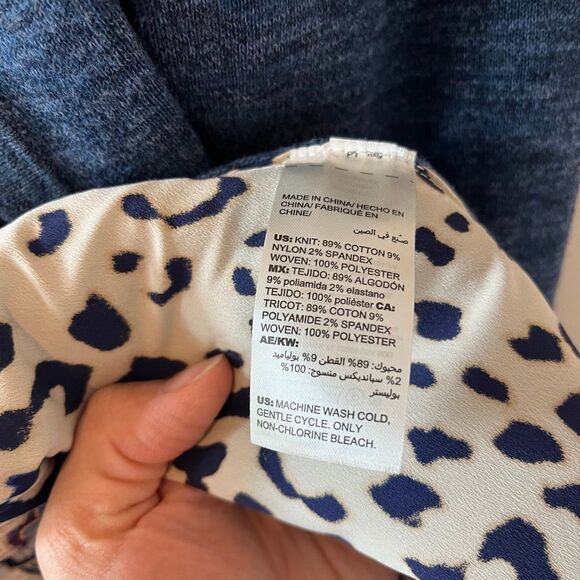 MADE IN CHINA/ HECHO EN
CHINA/ FABRIQUÉ EN
CHINE/
صنع في الصين
US: KNIT: 89% COTTON 9%
NYLON 2% SPANDEX
WOVEN: 100% POLYESTER
MX: TEJIDO: 89% ALGODÓN
9% poliamida 2% elastano
TEJIDO: 100% poliéster CA:
TRICOT: 89% COTTON 9%
POLYAMIDE 2% SPANDEX
WOVEN: 100% POLYESTER
AE/KW:
محبوك: 89% القطن 9% بولياميد
2% سباندیکس منسوج: 100%
بوليستر
US: MACHINE WASH COLD,
GENTLE CYCLE. ONLY
NON-CHLORINE BLEACH.